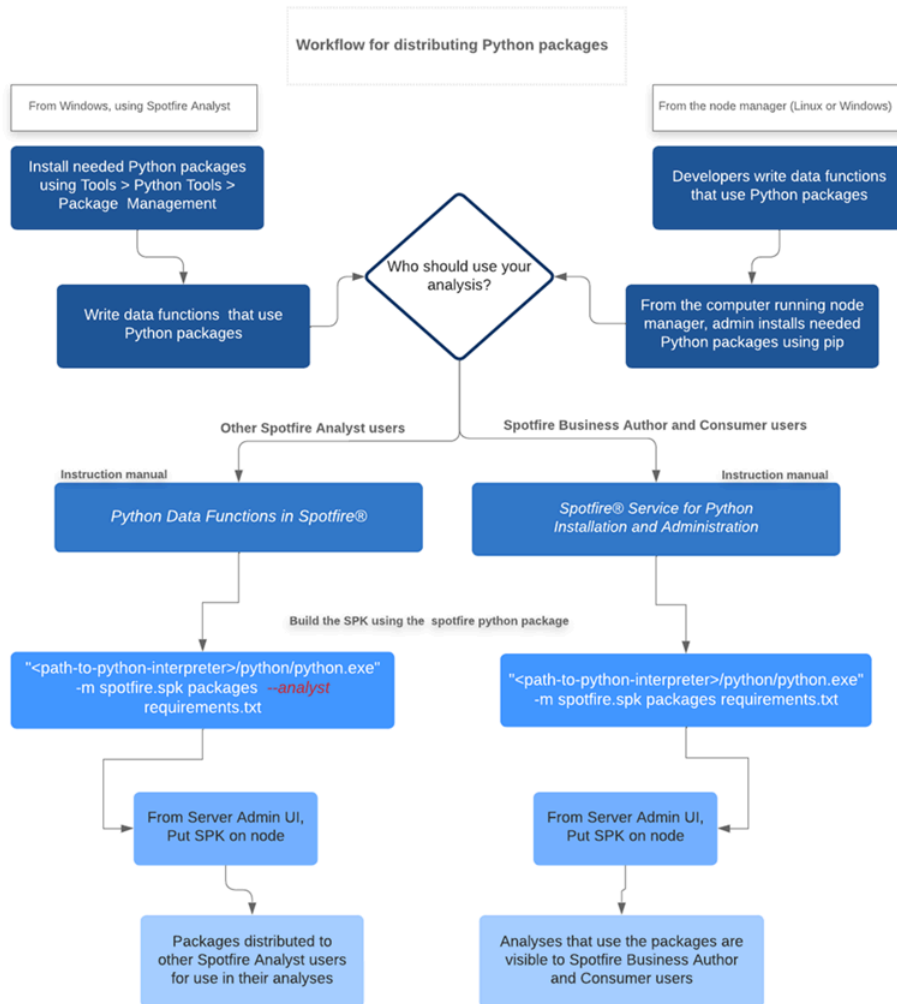 Workflow for distributing Python packages
From Windows, using Spotfire Analyst
From the node manager (Linux or Windows)
Install needed Python packages
using Tools > Python Tools >
Package Management
Developers write data functions
that use Python packages
Who should use your
analysis?
Write data functions that use
Python packages
From the computer running node
manager, admin installs needed
Python packages using pip
Other Spotfire Analyst users
Spotfire Business Author and Consumer users
Instruction manual
Instruction manual
Python Data Functions in Spotfire®
Spotfire® Service for Python
Installation and Administration
Build the SPK using the spotfire python package
"<path-to-python-interpreter>/python/python.exe"
-m spotfire.spk packages --analyst
requirements.txt
"<path-to-python-interpreter>/python/python.exe"
-m spotfire.spk packages requirements.txt
From Server Admin UI,
Put SPK on node
From Server Admin UI,
Put SPK on node
Packages distributed to
other Spotfire Analyst users
for use in their analyses
Analyses that use the packages are
visible to Spotfire Business Author
and Consumer users